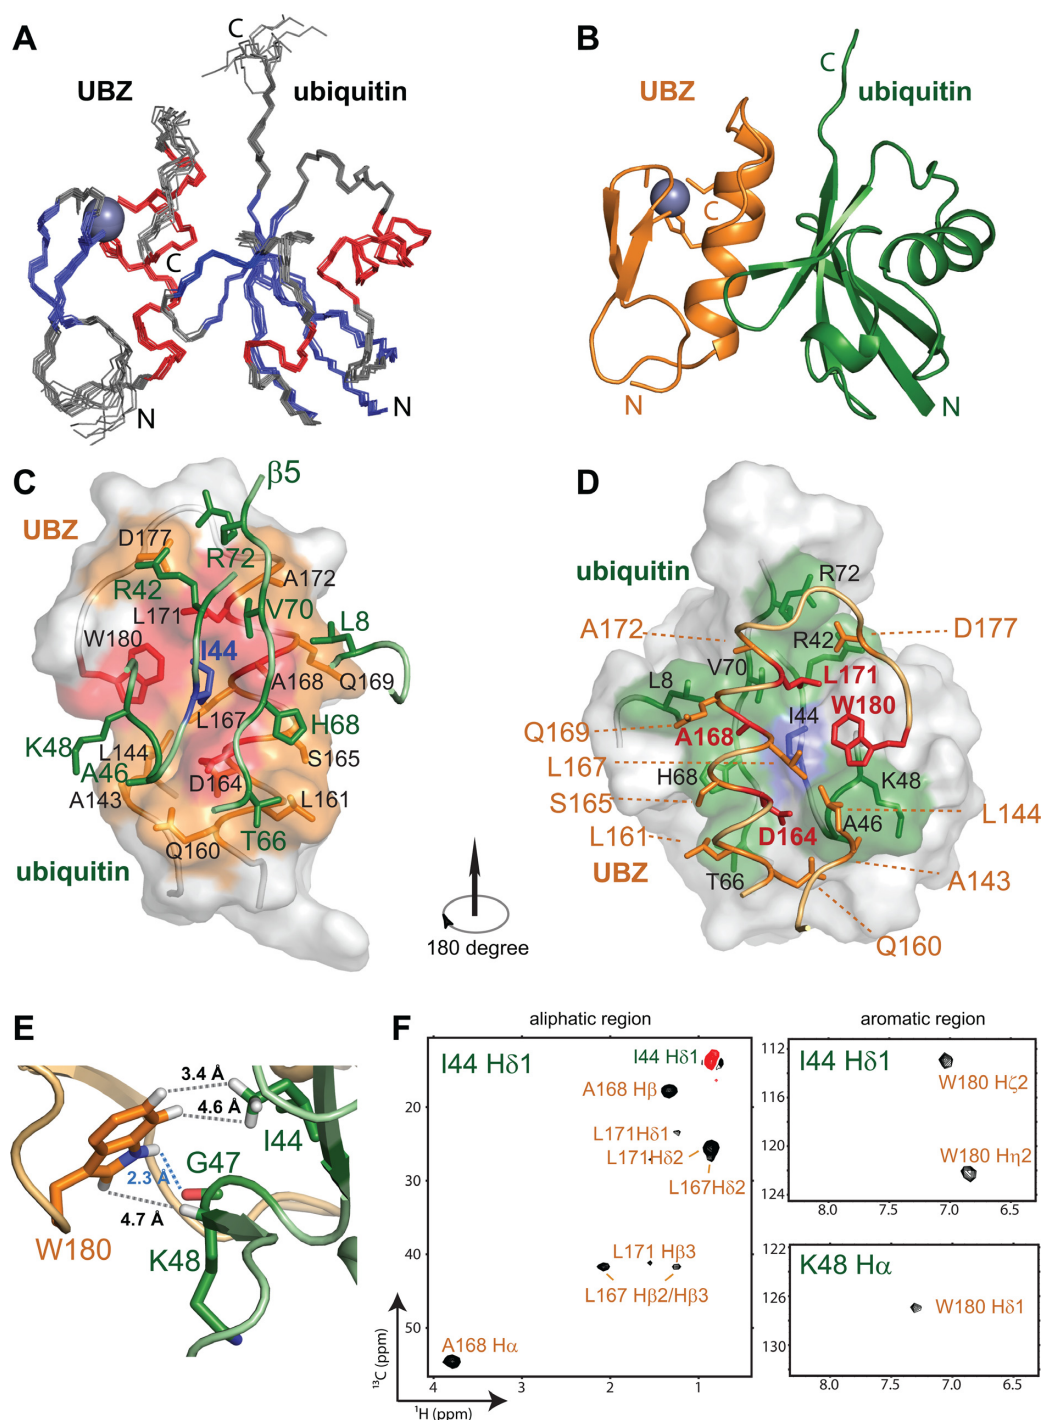 A
UBZ
C
ubiquitin
C
N
N
B
UBZ
C
ubiquitin
C
N
N
C
UBZ
β5
D177
R72
R42
A172
L171
V70
L8
W180
I44
A168
Q169
L167
H68
K48
L144
S165
A46
D164
A143
L161
Q160
T66
ubiquitin
180 degree
D
ubiquitin
R72
A172
R42
D177
V70
L171
L8
W180
Q169
A168
I44
L167
H68
K48
S165
A46
L144
L161
D164
UBZ
T66
A143
Q160
E
3.4 Å
4.6 Å
I44
G47
2.3 Å
4.7 Å
W180
K48
F
aliphatic region
aromatic region
I44 Hδ1
I44 Hδ1
A168 Hβ
L171Hδ1
L171Hδ2
L167Hδ2
L171 Hβ3
L167 Hβ2/Hβ3
A168 Hα
20
30
40
50
4
3
2
1
¹³C (ppm)
¹H (ppm)
I44 Hδ1
W180 Hζ2
W180 Hη2
112
116
120
124
8.0
7.5
7.0
6.5
K48 Hα
W180 Hδ1
122
126
130
8.0
7.5
7.0
6.5